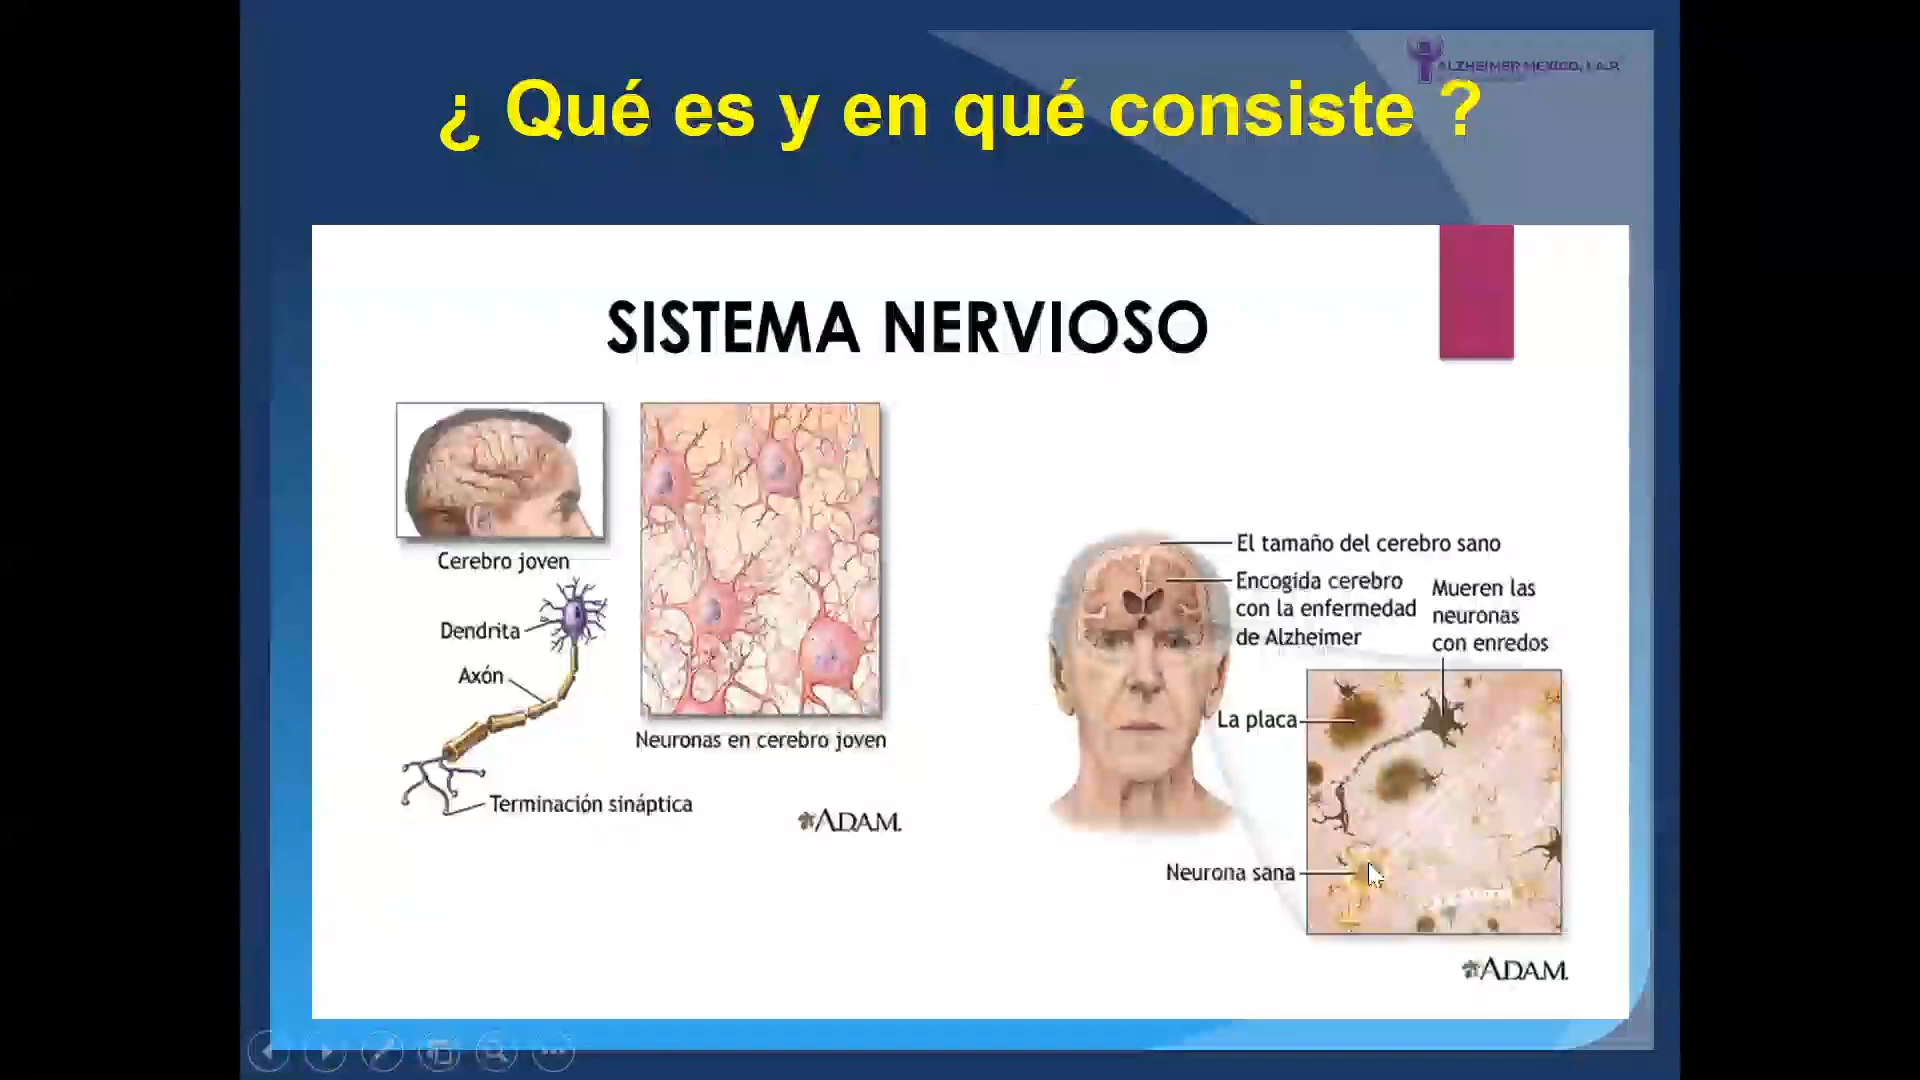 ALZHEIMER MEXICO, I.A.P.
¿ Qué es y en qué consiste ?
SISTEMA NERVIOSO
Cerebro joven
Dendrita
Axón
Terminación sináptica
Neuronas en cerebro joven
ADAM.
El tamaño del cerebro sano
Encogida cerebro
con la enfermedad
de Alzheimer
Mueren las
neuronas
con enredos
La placa
Neurona sana
ADAM.